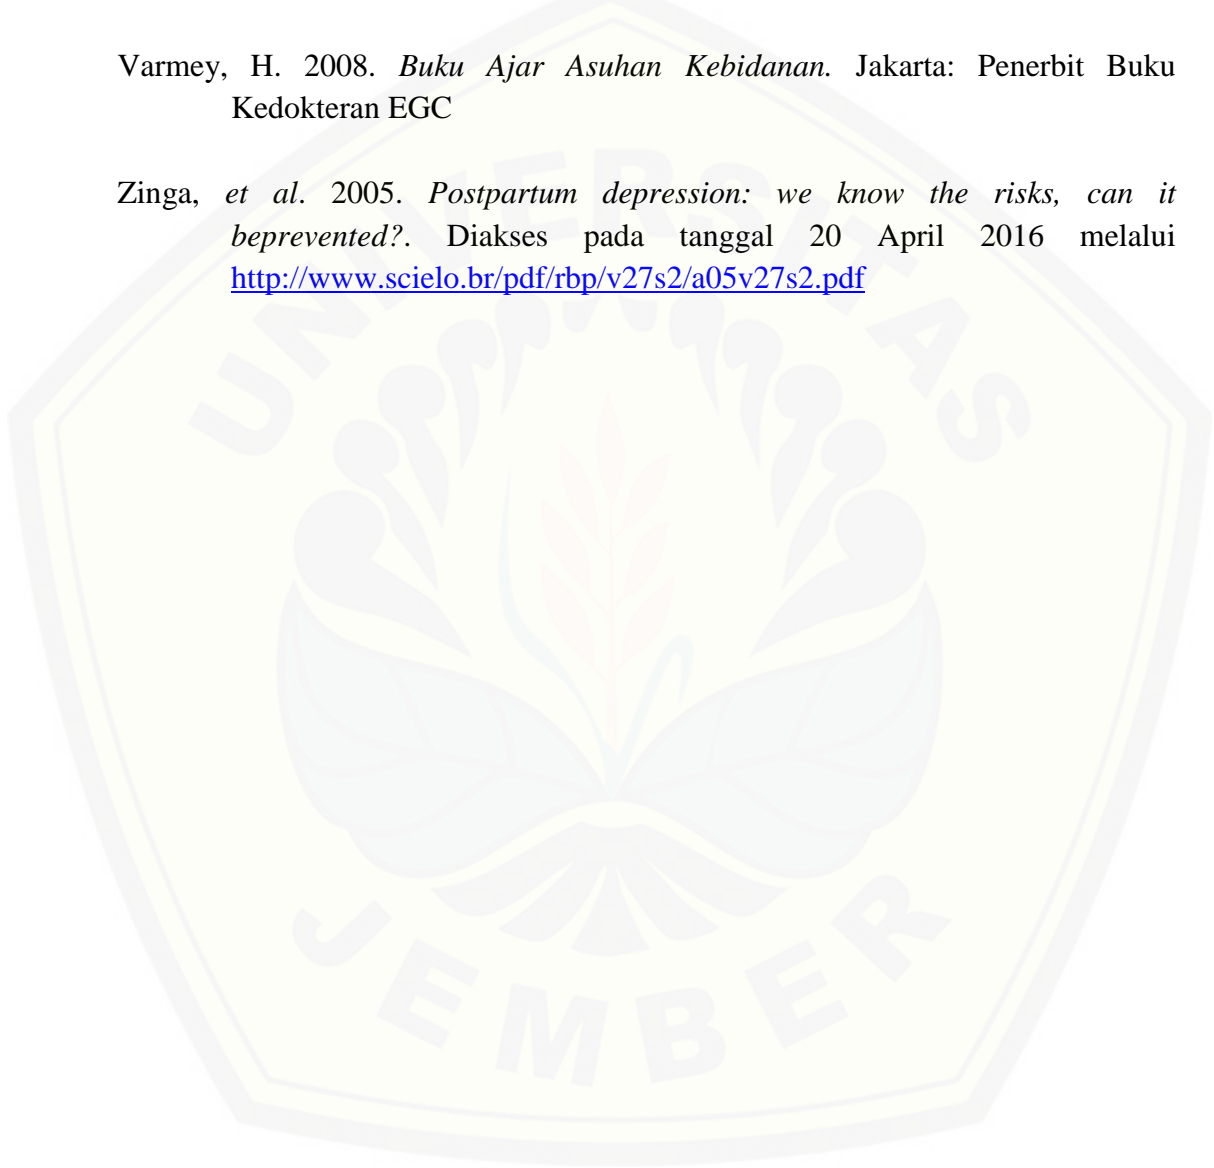 Varmey, H. 2008. Buku Ajar Asuhan Kebidanan. Jakarta: Penerbit Buku
Kedokteran EGC
Zinga, et al. 2005. Postpartum depression: we know the risks, can it
beprevented?. Diakses pada tanggal 20 April 2016 melalui
http://www.scielo.br/pdf/rbp/v27s2/a05v27s2.pdf
UNIVERSITAS
JEMBER